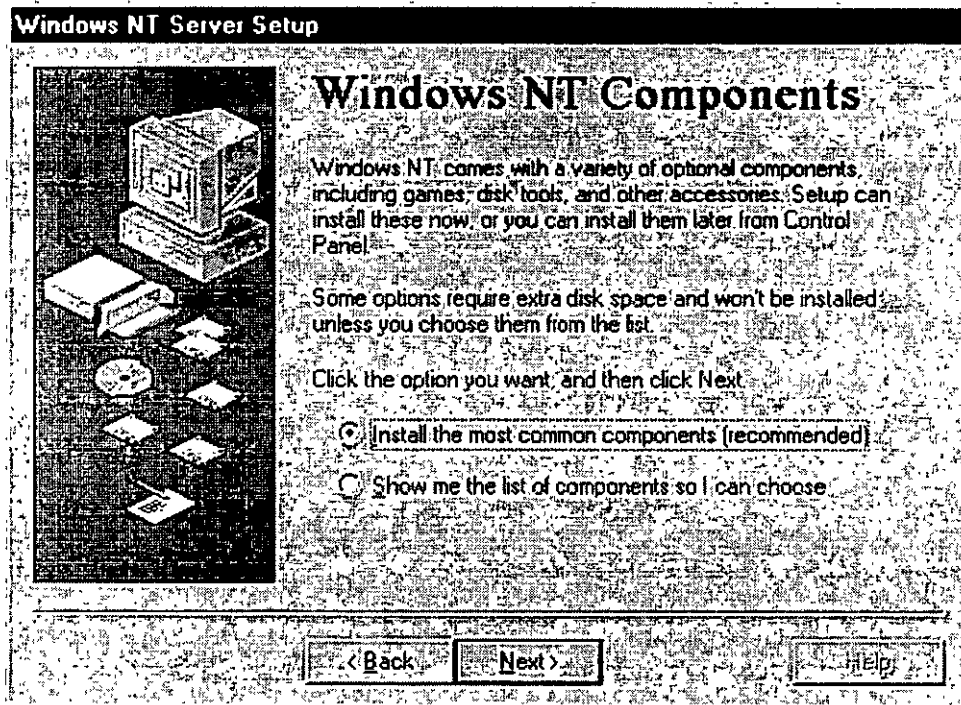 Windows NT Server Setup
Windows NT Components
Windows NT comes with a variety of optional components,
including games, disk tools, and other accessories. Setup can
install these now, or you can install them later from Control
Panel.
Some options require extra disk space and won't be installed
unless you choose them from the list.
Click the option you want, and then click Next.
Install the most common components (recommended)
Show me the list of components so I can choose
< Back
Next >
Help